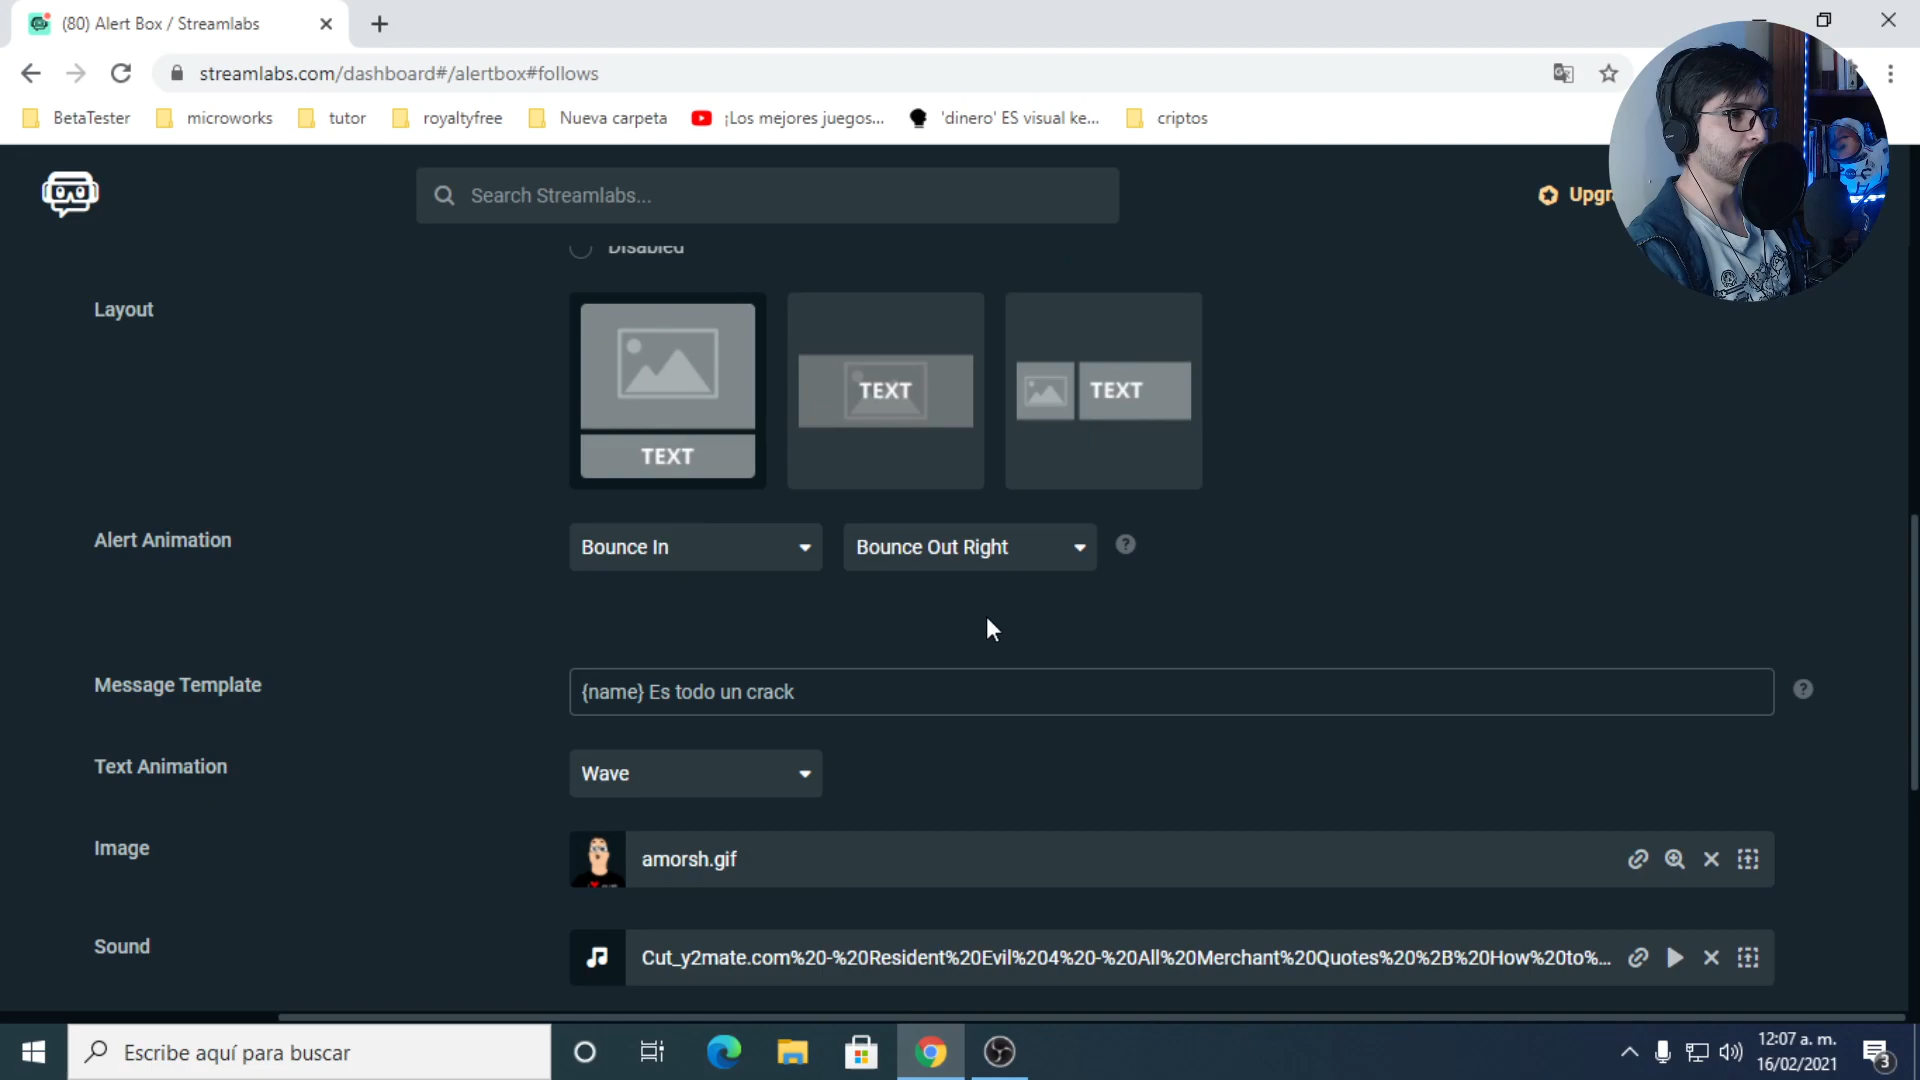 (80) Alert Box / Streamlabs
streamlabs.com/dashboard#/alertbox#follows
BetaTester
microworks
tutor
royaltyfree
Nueva carpeta
¡Los mejores juegos...
'dinero' ES visual ke...
criptos
Search Streamlabs...
Disabled
Layout
TEXT
TEXT
TEXT
Alert Animation
Bounce In
Bounce Out Right
Message Template
{name} Es todo un crack
Text Animation
Wave
Image
amorsh.gif
Sound
Cut_y2mate.com%20-%20Resident%20Evil%204%20-%20All%20Merchant%20Quotes%20%2B%20How%20to%...
Escribe aquí para buscar
12:07 a. m.
16/02/2021
3